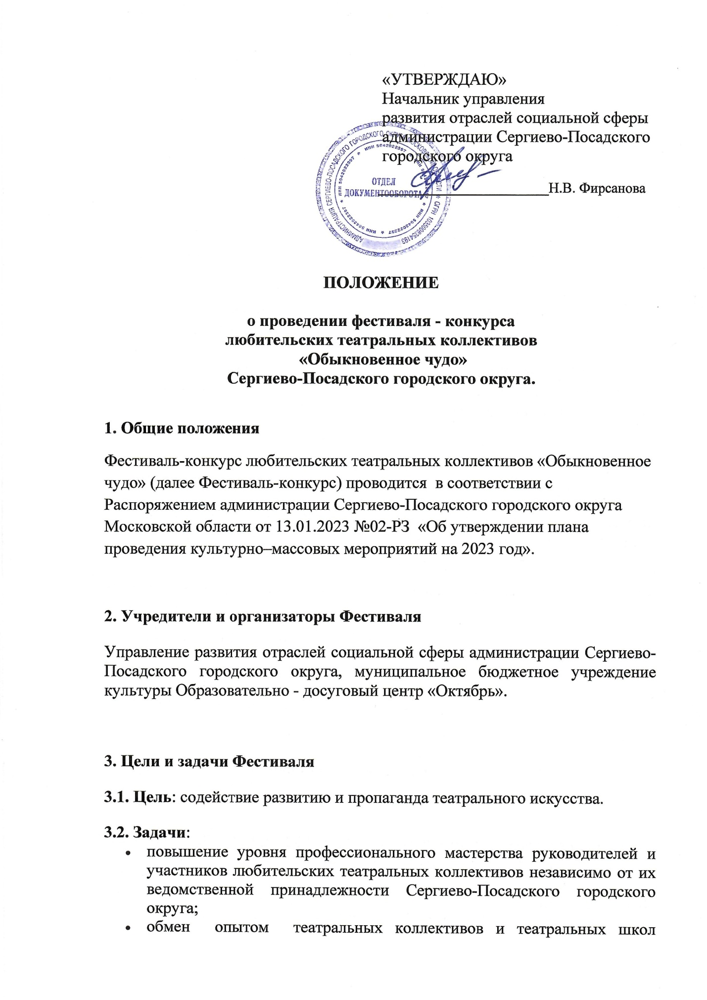 «УТВЕРЖДАЮ»
Начальник управления
развития отраслей социальной сферы
администрации Сергиево-Посадского
городского округа
Н.В. Фирсанова
АДМИНИСТРАЦИЯ СЕРГИЕВО-ПОСАДСКОГО ГОРОДСКОГО ОКРУГА МОСКОВСКОЙ ОБЛАСТИ * ОГРН 1035008354193
* ИНН 5042022397 * ИНН 5042022397 * ИНН 5042022397 * ИНН 5042022397 * ИНН 5042022397
ОТДЕЛ
ДОКУМЕНТООБОРОТА
ПОЛОЖЕНИЕ
о проведении фестиваля - конкурса
любительских театральных коллективов
«Обыкновенное чудо»
Сергиево-Посадского городского округа.
1. Общие положения
Фестиваль-конкурс любительских театральных коллективов «Обыкновенное
чудо» (далее Фестиваль-конкурс) проводится в соответствии с
Распоряжением администрации Сергиево-Посадского городского округа
Московской области от 13.01.2023 №02-РЗ «Об утверждении плана
проведения культурно–массовых мероприятий на 2023 год».
2. Учредители и организаторы Фестиваля
Управление развития отраслей социальной сферы администрации Сергиево-
Посадского городского округа, муниципальное бюджетное учреждение
культуры Образовательно - досуговый центр «Октябрь».
3. Цели и задачи Фестиваля
3.1. Цель: содействие развитию и пропаганда театрального искусства.
3.2. Задачи:
• повышение уровня профессионального мастерства руководителей и
участников любительских театральных коллективов независимо от их
ведомственной принадлежности Сергиево-Посадского городского
округа;
• обмен опытом театральных коллективов и театральных школ